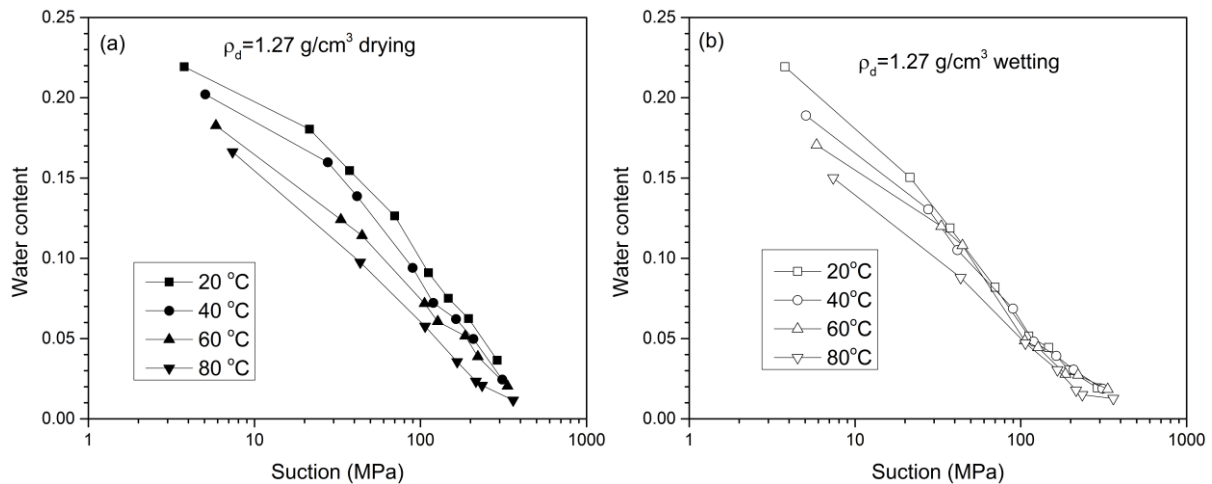 (a)
ρd=1.27 g/cm³ drying
Water content
0.25
0.20
0.15
0.10
0.05
0.00
20 °C
40 °C
60 °C
80 °C
1 10 100 1000
Suction (MPa)
(b)
ρd=1.27 g/cm³ wetting
Water content
0.25
0.20
0.15
0.10
0.05
0.00
20°C
40°C
60°C
80°C
1 10 100 1000
Suction (MPa)